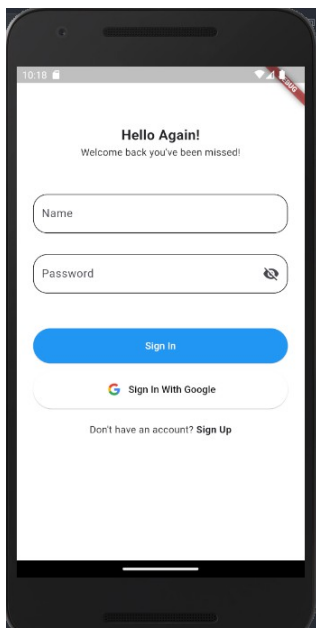 10:18
DEBUG
Hello Again!
Welcome back you've been missed!
Name
Password
Sign In
Sign In With Google
Don't have an account? Sign Up